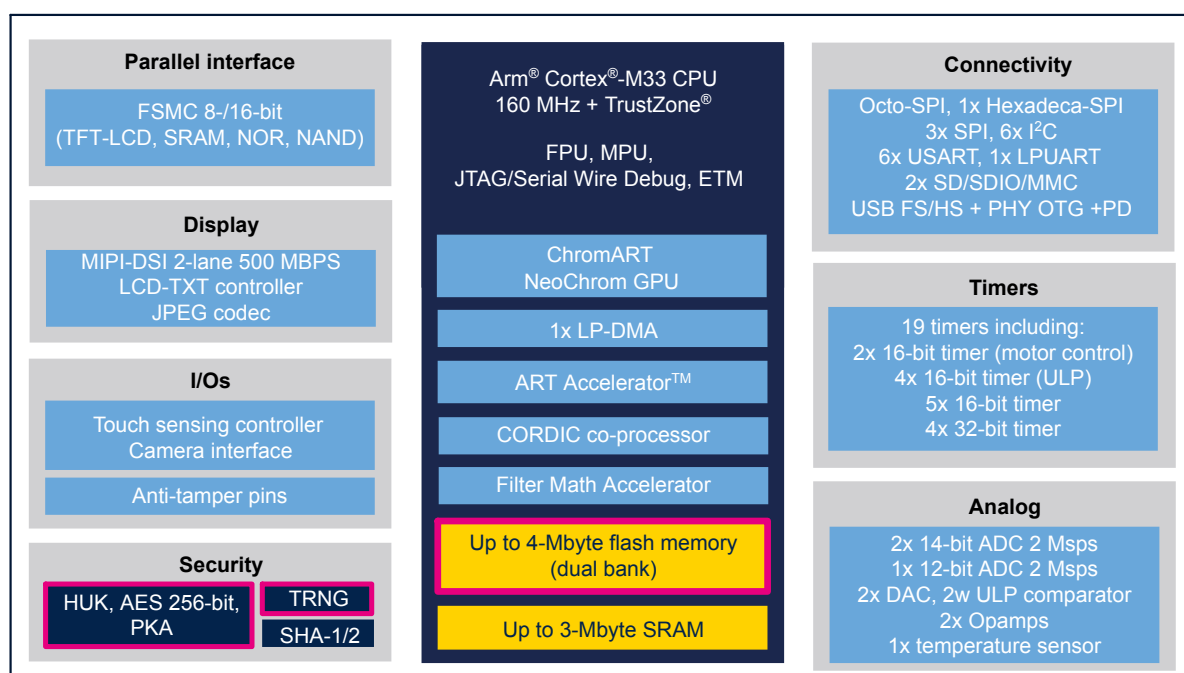 Parallel interface
FSMC 8-/16-bit
(TFT-LCD, SRAM, NOR, NAND)
Display
MIPI-DSI 2-lane 500 MBPS
LCD-TXT controller
JPEG codec
I/Os
Touch sensing controller
Camera interface
Anti-tamper pins
Security
HUK, AES 256-bit,
PKA
TRNG
SHA-1/2
Arm® Cortex®-M33 CPU
160 MHz + TrustZone®
FPU, MPU,
JTAG/Serial Wire Debug, ETM
ChromART
NeoChrom GPU
1x LP-DMA
ART Accelerator™
CORDIC co-processor
Filter Math Accelerator
Up to 4-Mbyte flash memory
(dual bank)
Up to 3-Mbyte SRAM
Connectivity
Octo-SPI, 1x Hexadeca-SPI
3x SPI, 6x I²C
6x USART, 1x LPUART
2x SD/SDIO/MMC
USB FS/HS + PHY OTG +PD
Timers
19 timers including:
2x 16-bit timer (motor control)
4x 16-bit timer (ULP)
5x 16-bit timer
4x 32-bit timer
Analog
2x 14-bit ADC 2 Msps
1x 12-bit ADC 2 Msps
2x DAC, 2w ULP comparator
2x Opamps
1x temperature sensor